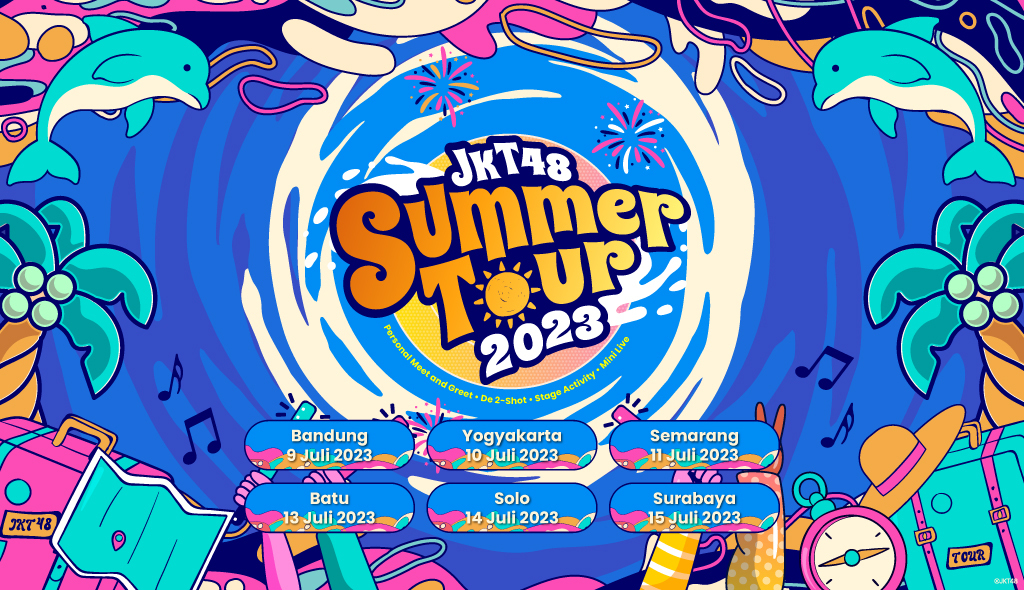 JKT48
Summer
Tour
2023
Personal Meet and Greet • De 2-Shot • Stage Activity • Mini Live
Bandung
9 Juli 2023
Yogyakarta
10 Juli 2023
Semarang
11 Juli 2023
Batu
13 Juli 2023
Solo
14 Juli 2023
Surabaya
15 Juli 2023
JKT48
TOUR
@JKT48